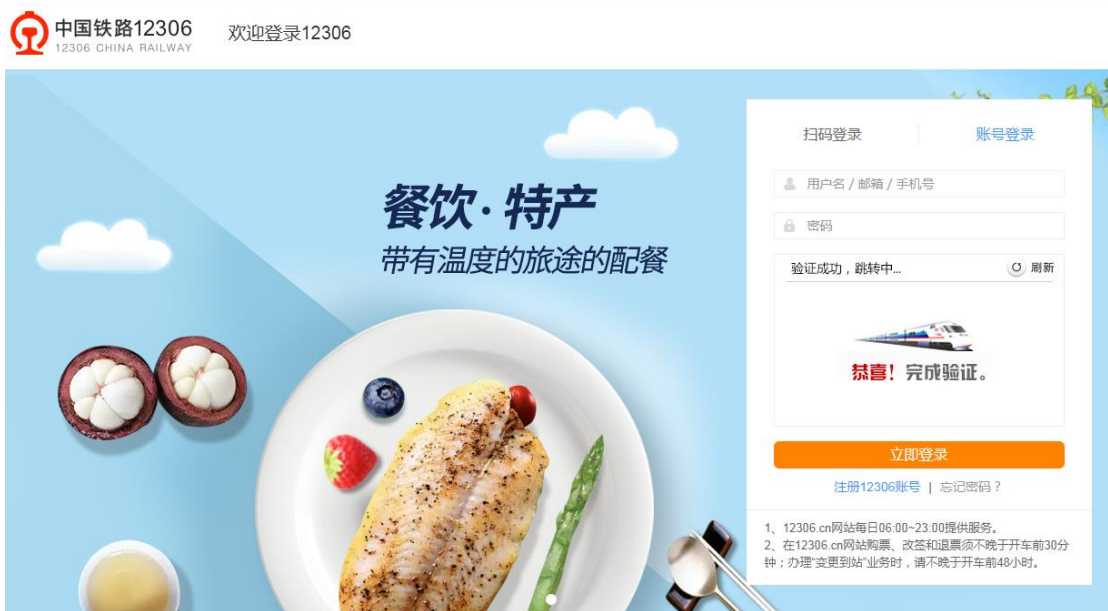 中国铁路12306
12306 CHINA RAILWAY
欢迎登录12306
餐饮·特产
带有温度的旅途的配餐
扫码登录
账号登录
用户名 / 邮箱 / 手机号
密码
验证成功，跳转中...
刷新
恭喜！完成验证。
立即登录
注册12306账号 | 忘记密码？
1、12306.cn网站每日06:00~23:00提供服务。
2、在12306.cn网站购票、改签和退票须不晚于开车前30分
钟；办理“变更到站”业务时，请不晚于开车前48小时。